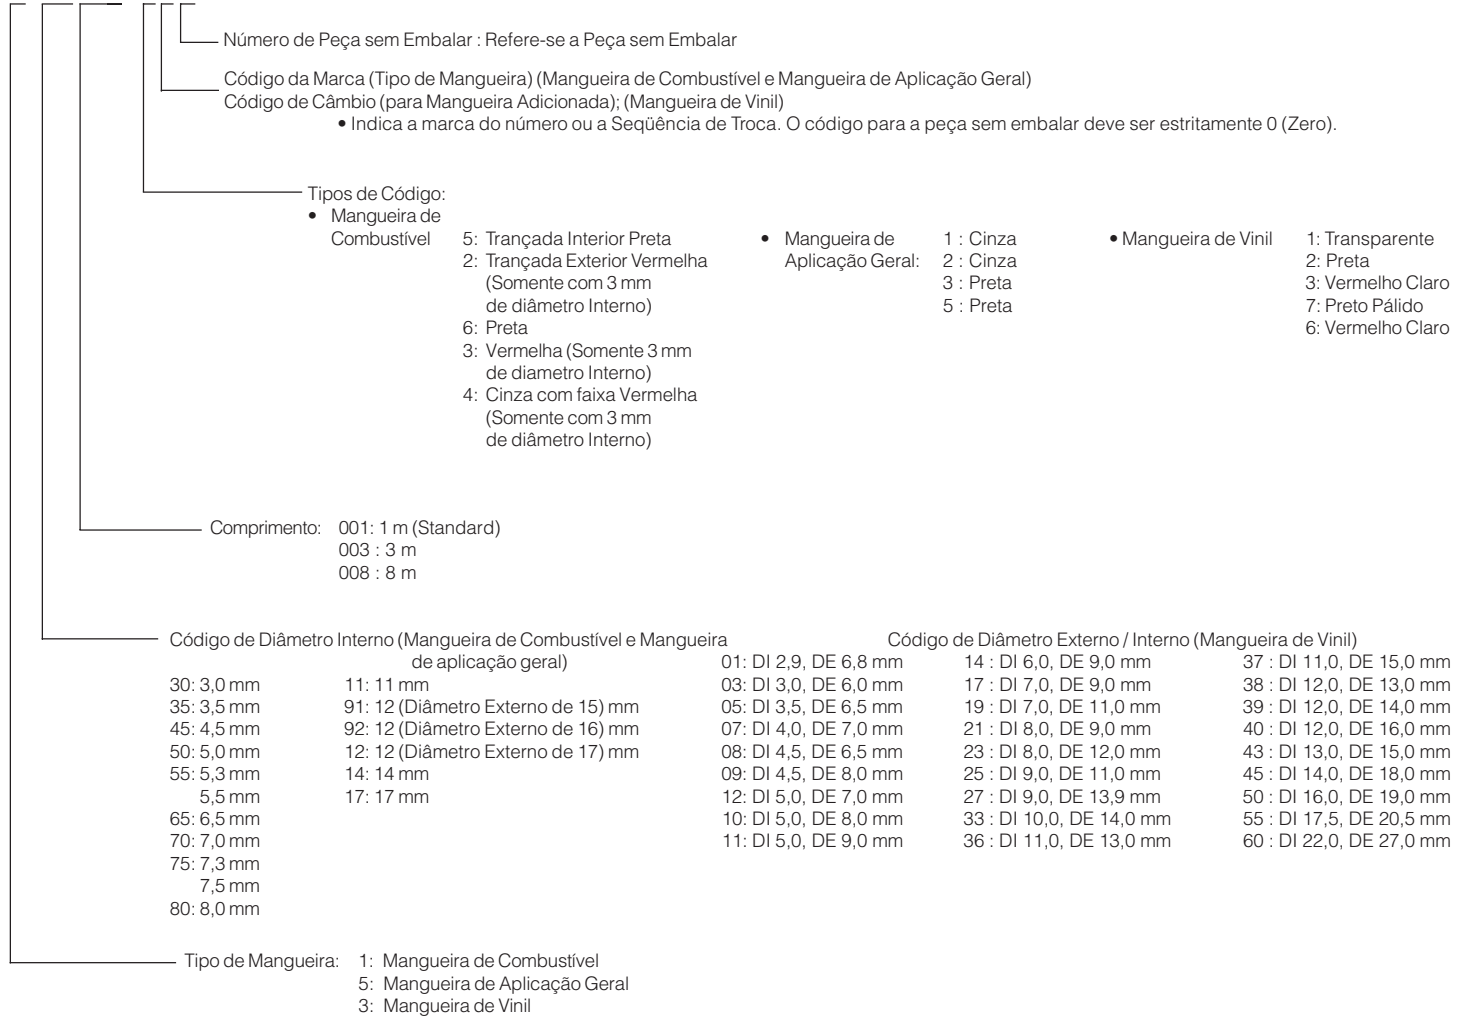 Número de Peça sem Embalar : Refere-se a Peça sem Embalar
Código da Marca (Tipo de Mangueira) (Mangueira de Combustível e Mangueira de Aplicação Geral)
Código de Câmbio (para Mangueira Adicionada); (Mangueira de Vinil)
• Indica a marca do número ou a Seqüência de Troca. O código para a peça sem embalar deve ser estritamente 0 (Zero).
Tipos de Código:
• Mangueira de
Combustível
5: Trançada Interior Preta
2: Trançada Exterior Vermelha
(Somente com 3 mm
de diâmetro Interno)
6: Preta
3: Vermelha (Somente 3 mm
de diametro Interno)
4: Cinza com faixa Vermelha
(Somente com 3 mm
de diâmetro Interno)
• Mangueira de
Aplicação Geral:
1 : Cinza
2 : Cinza
3 : Preta
5 : Preta
• Mangueira de Vinil
1: Transparente
2: Preta
3: Vermelho Claro
7: Preto Pálido
6: Vermelho Claro
Comprimento: 001: 1 m (Standard)
003 : 3 m
008 : 8 m
Código de Diâmetro Interno (Mangueira de Combustível e Mangueira
de aplicação geral)
30: 3,0 mm
35: 3,5 mm
45: 4,5 mm
50: 5,0 mm
55: 5,3 mm
5,5 mm
65: 6,5 mm
70: 7,0 mm
75: 7,3 mm
7,5 mm
80: 8,0 mm
11: 11 mm
91: 12 (Diâmetro Externo de 15) mm
92: 12 (Diâmetro Externo de 16) mm
12: 12 (Diâmetro Externo de 17) mm
14: 14 mm
17: 17 mm
Código de Diâmetro Externo / Interno (Mangueira de Vinil)
01: DI 2,9, DE 6,8 mm
03: DI 3,0, DE 6,0 mm
05: DI 3,5, DE 6,5 mm
07: DI 4,0, DE 7,0 mm
08: DI 4,5, DE 6,5 mm
09: DI 4,5, DE 8,0 mm
12: DI 5,0, DE 7,0 mm
10: DI 5,0, DE 8,0 mm
11: DI 5,0, DE 9,0 mm
14 : DI 6,0, DE 9,0 mm
17 : DI 7,0, DE 9,0 mm
19 : DI 7,0, DE 11,0 mm
21 : DI 8,0, DE 9,0 mm
23 : DI 8,0, DE 12,0 mm
25 : DI 9,0, DE 11,0 mm
27 : DI 9,0, DE 13,9 mm
33 : DI 10,0, DE 14,0 mm
36 : DI 11,0, DE 13,0 mm
37 : DI 11,0, DE 15,0 mm
38 : DI 12,0, DE 13,0 mm
39 : DI 12,0, DE 14,0 mm
40 : DI 12,0, DE 16,0 mm
43 : DI 13,0, DE 15,0 mm
45 : DI 14,0, DE 18,0 mm
50 : DI 16,0, DE 19,0 mm
55 : DI 17,5, DE 20,5 mm
60 : DI 22,0, DE 27,0 mm
Tipo de Mangueira: 1: Mangueira de Combustível
5: Mangueira de Aplicação Geral
3: Mangueira de Vinil